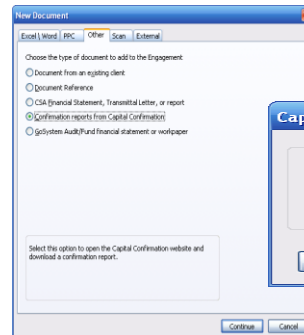 New Document
Excel \ Word PPC Other Scan External
Choose the type of document to add to the Engagement
Document from an existing client
Document Reference
CSA Financial Statement, Transmittal Letter, or report
Confirmation reports from Capital Confirmation
GoSystem Audit/Fund financial statement or workpaper
Cap
Select this option to open the Capital Confirmation website and
download a confirmation report.
Continue Cancel